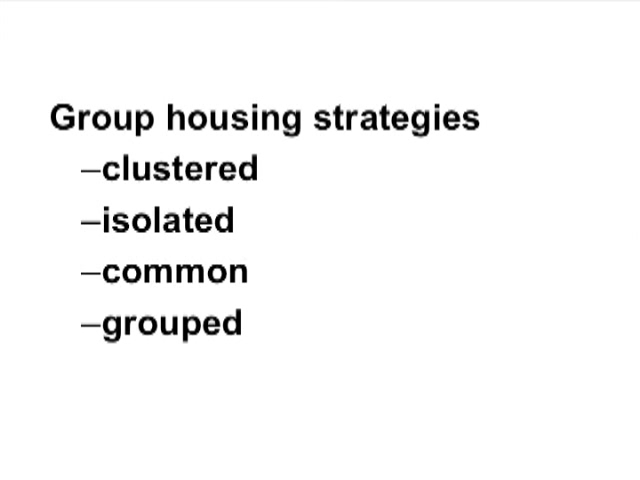 Group housing strategies
–clustered
–isolated
–common
–grouped